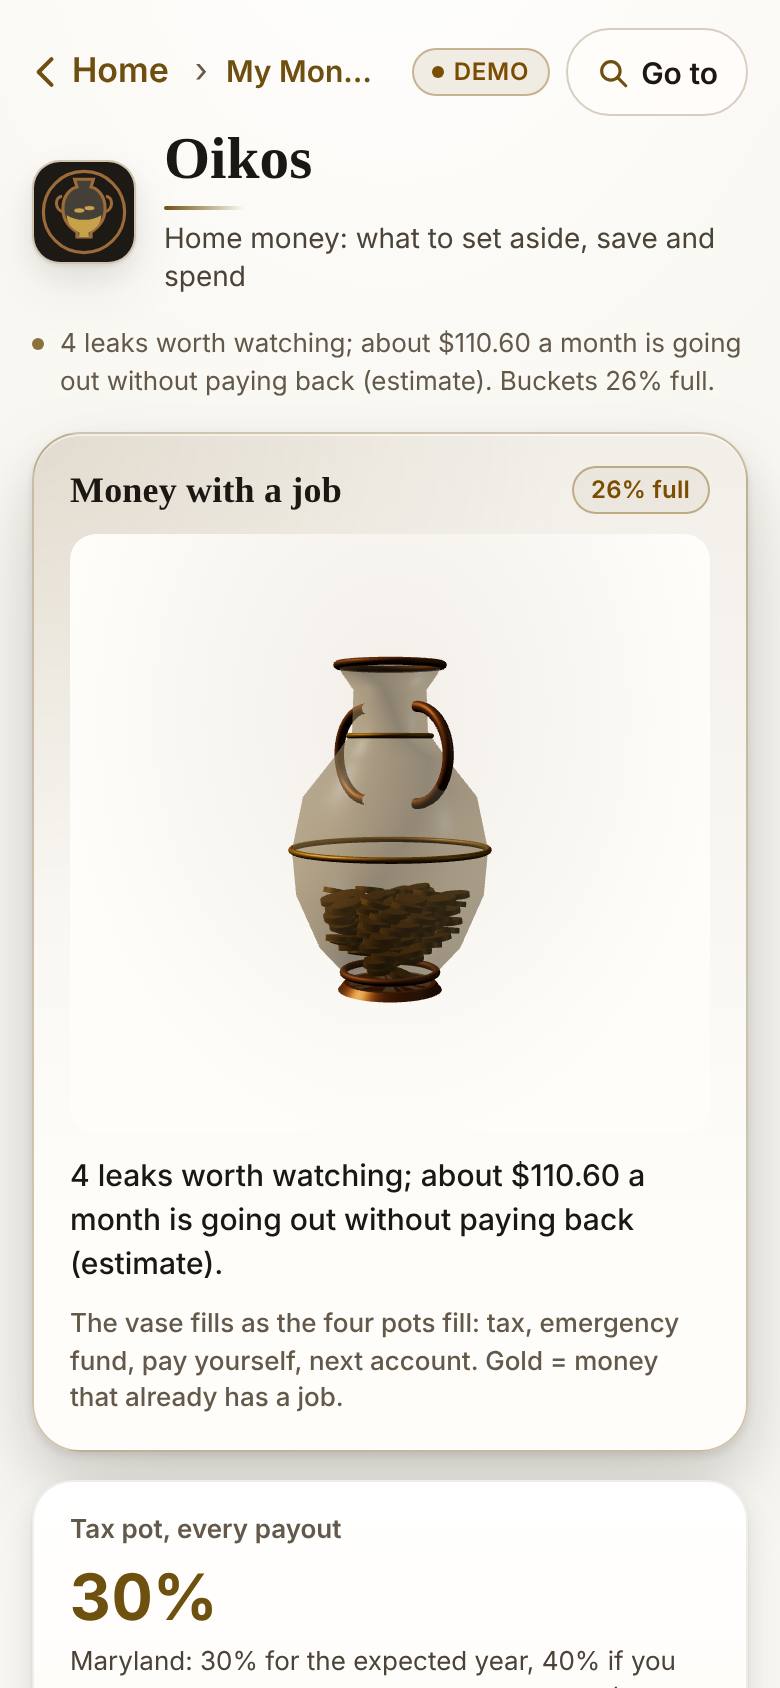 Home › My Mon...
DEMO
Go to
Oikos
Home money: what to set aside, save and
spend
4 leaks worth watching; about $110.60 a month is going
out without paying back (estimate). Buckets 26% full.
Money with a job
26% full
4 leaks worth watching; about $110.60 a
month is going out without paying back
(estimate).
The vase fills as the four pots fill: tax, emergency
fund, pay yourself, next account. Gold = money
that already has a job.
Tax pot, every payout
30%
Maryland: 30% for the expected year, 40% if you